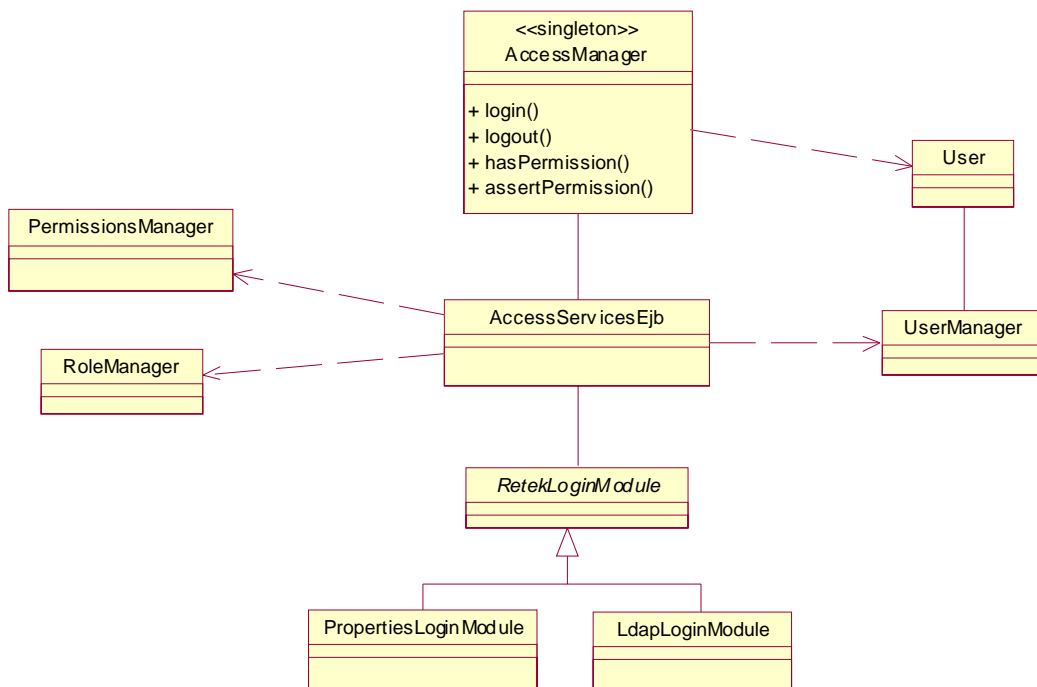 <<singleton>>
AccessManager
+ login()
+ logout()
+ hasPermission()
+ assertPermission()
User
PermissionsManager
AccessServicesEjb
UserManager
RoleManager
RetekLoginModule
PropertiesLoginModule
LdapLoginModule